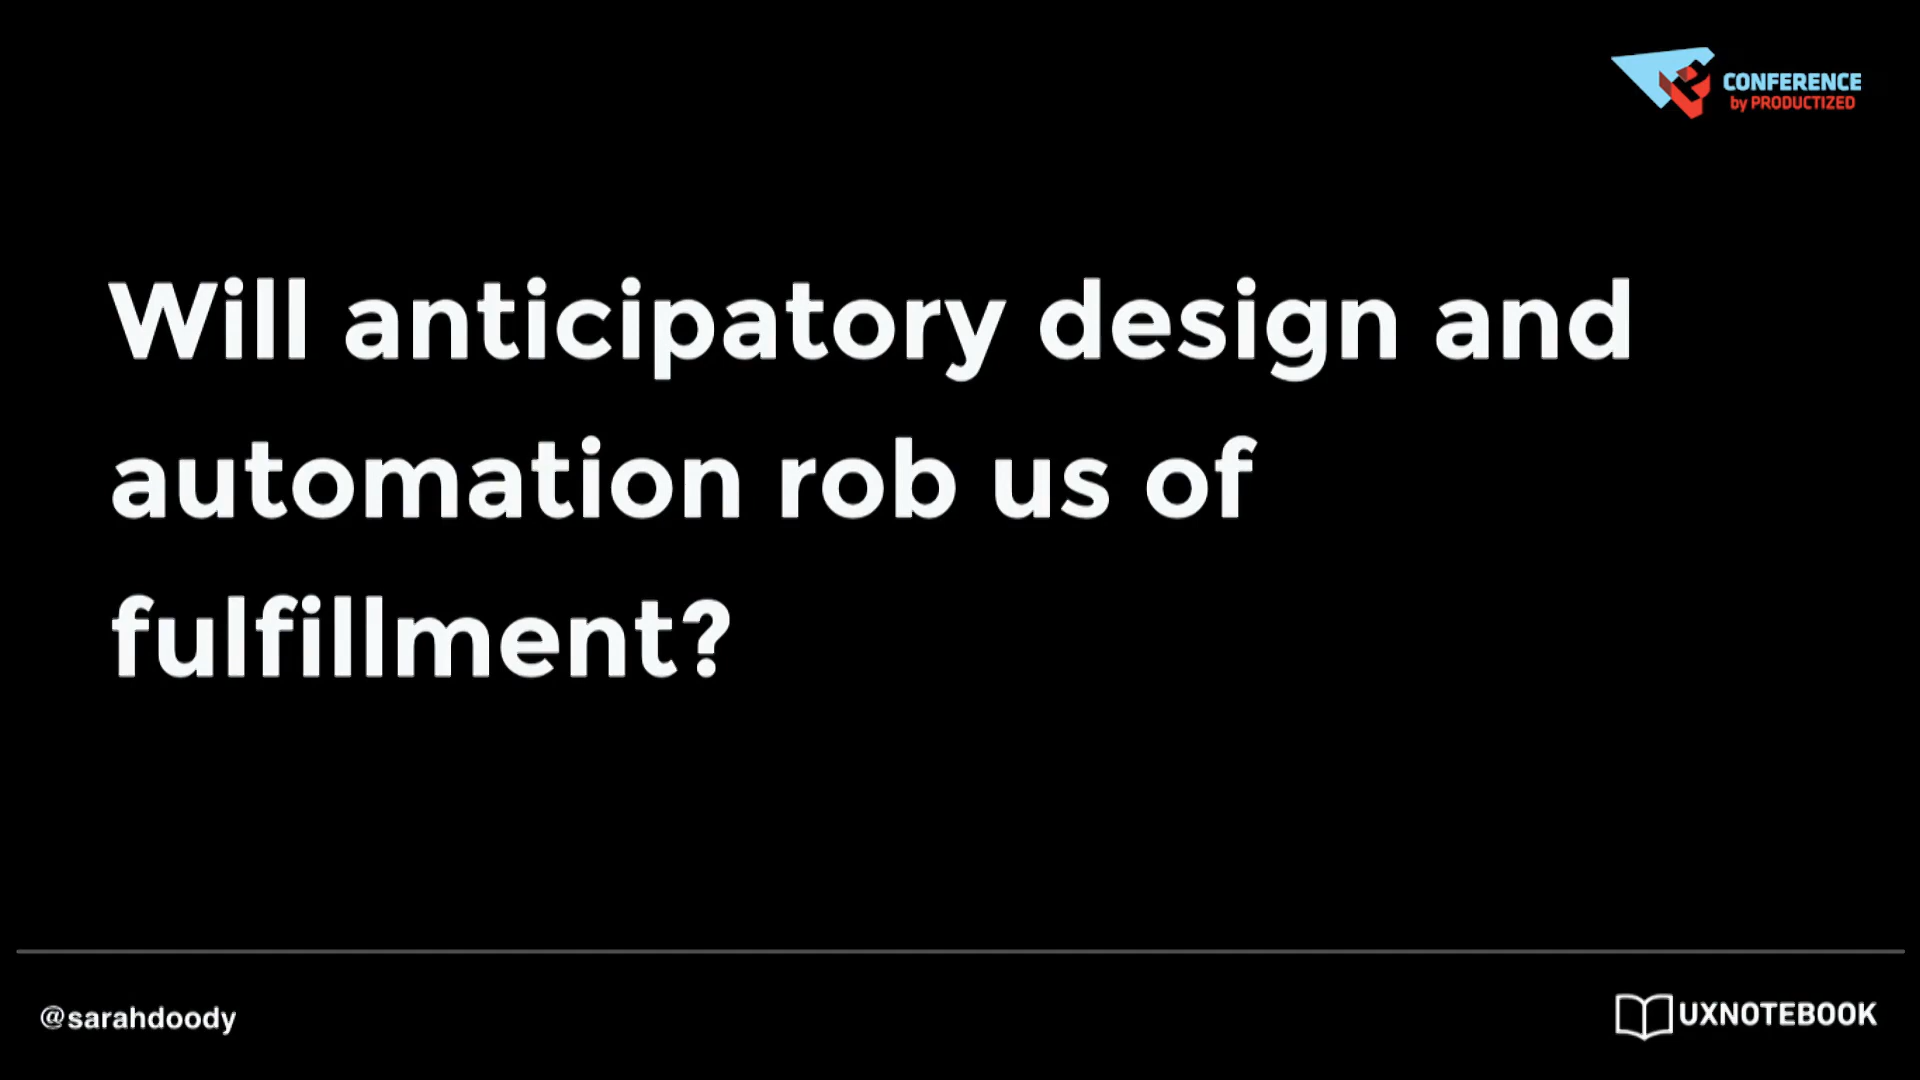 CONFERENCE
by PRODUCTIZED
Will anticipatory design and
automation rob us of
fulfillment?
@sarahdoody
UXNOTEBOOK